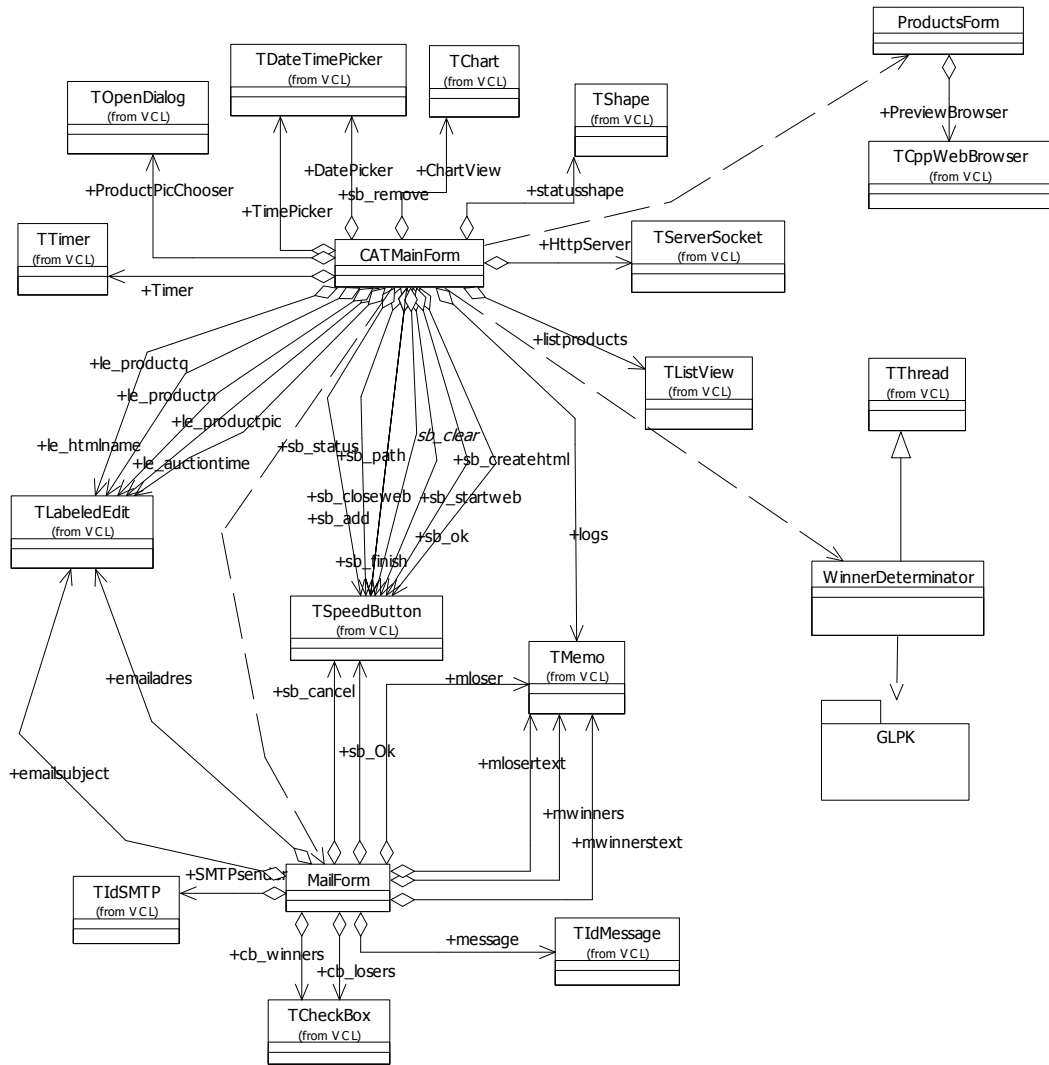 ProductsForm
TDateTimePicker
(from VCL)
TChart
(from VCL)
TOpenDialog
(from VCL)
TShape
(from VCL)
+PreviewBrowser
TCppWebBrowser
(from VCL)
+DatePicker
+ChartView
+ProductPicChooser
+sb_remove
+statusshape
+TimePicker
TTimer
(from VCL)
CATMainForm
+HttpServer
TServerSocket
(from VCL)
+Timer
+listproducts
+le_productq
TListView
(from VCL)
TThread
(from VCL)
+le_productn
+le_productpic
+le_htmlname
+sb_status
sb_clear
+le_auctiontime
+sb_path
+sb_createhtml
TLabeledEdit
(from VCL)
+sb_closeweb
+sb_startweb
+sb_add
+sb_ok
+logs
+sb_finish
WinnerDeterminator
TSpeedButton
(from VCL)
TMemo
(from VCL)
+emailadres
+sb_cancel
+mloser
GLPK
+sb_Ok
+emailsubject
+mlosertext
+mwinners
+mwinnerstext
+SMTPsender
MailForm
TIdSMTP
(from VCL)
+message
TIdMessage
(from VCL)
+cb_winners
+cb_losers
TCheckBox
(from VCL)